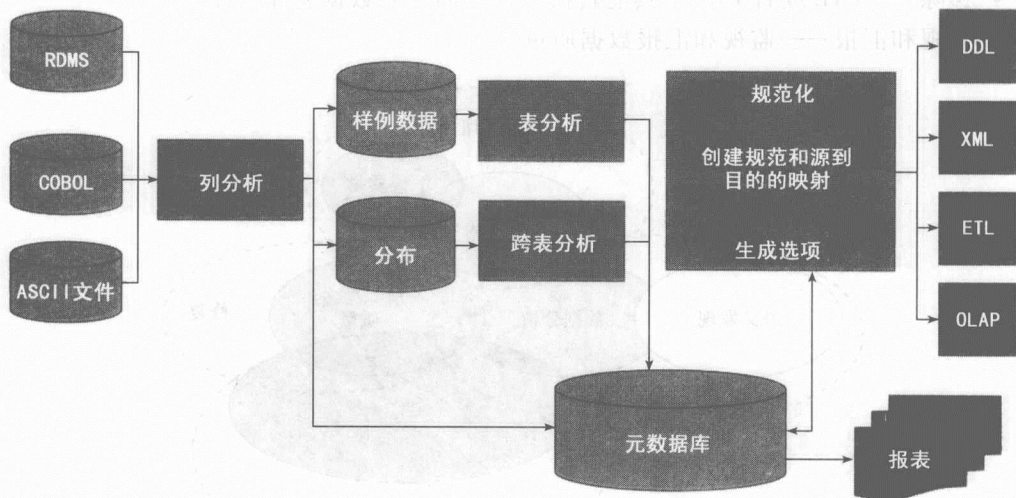 RDMS
COBOL
ASCII文件
列分析
样例数据
分布
表分析
跨表分析
规范化
创建规范和源到
目的的映射
生成选项
元数据库
DDL
XML
ETL
OLAP
报表